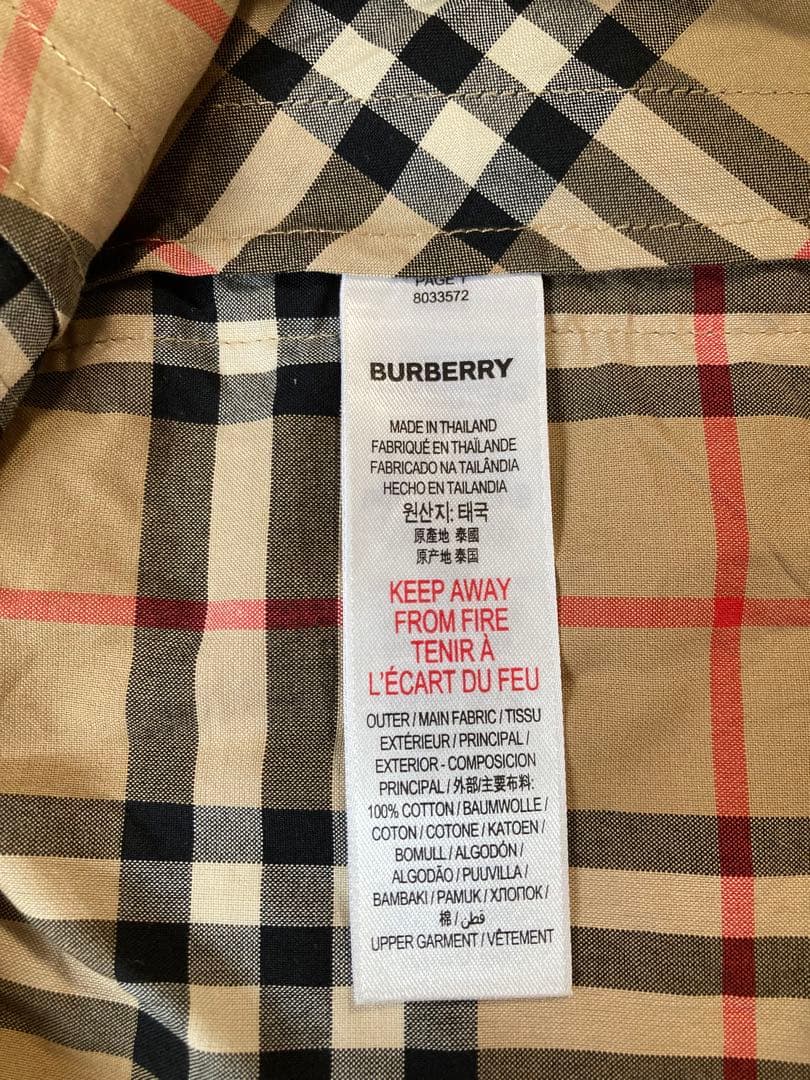 PAGE 1
8033572
BURBERRY
MADE IN THAILAND
FABRIQUÉ EN THAÏLANDE
FABRICADO NA TAILÂNDIA
HECHO EN TAILANDIA
원산지: 태국
原產地 泰國
原产地 泰国
KEEP AWAY
FROM FIRE
TENIR À
L'ÉCART DU FEU
OUTER / MAIN FABRIC / TISSU
EXTÉRIEUR / PRINCIPAL /
EXTERIOR - COMPOSICION
PRINCIPAL / 外部/主要布料:
100% COTTON / BAUMWOLLE /
COTON / COTONE / KATOEN /
BOMULL / ALGODÓN /
ALGODÃO / PUUVILLA /
BAMBAKI / PAMUK / ХЛОПОК /
棉 / قطن
UPPER GARMENT / VÊTEMENT